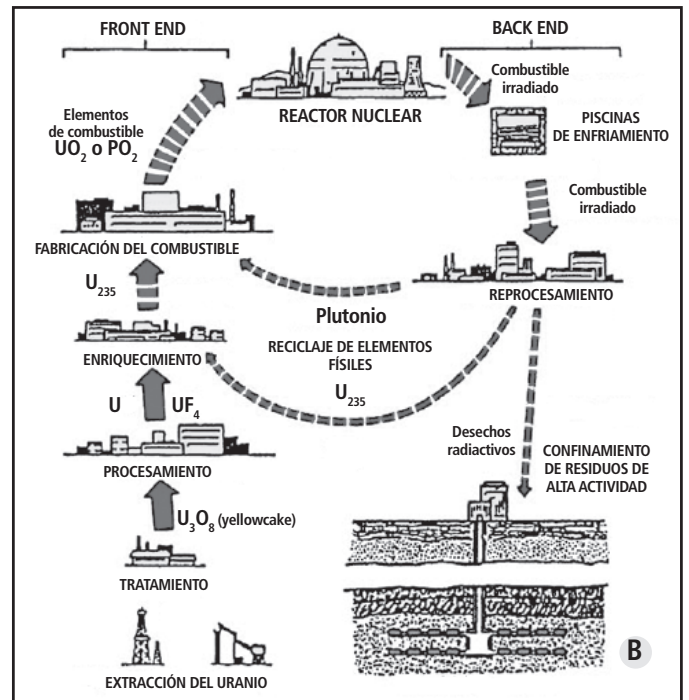 FRONT END
BACK END
REACTOR NUCLEAR
Combustible
irradiado
PISCINAS
DE ENFRIAMIENTO
Combustible
irradiado
REPROCESAMIENTO
Elementos
de combustible
UO₂ o PO₂
FABRICACIÓN DEL COMBUSTIBLE
U₂₃₅
ENRIQUECIMIENTO
U UF₄
PROCESAMIENTO
U₃O₈ (yellowcake)
TRATAMIENTO
EXTRACCIÓN DEL URANIO
Plutonio
RECICLAJE DE ELEMENTOS
FÍSILES
U₂₃₅
Desechos
radiactivos
CONFINAMIENTO
DE RESIDUOS DE
ALTA ACTIVIDAD
B